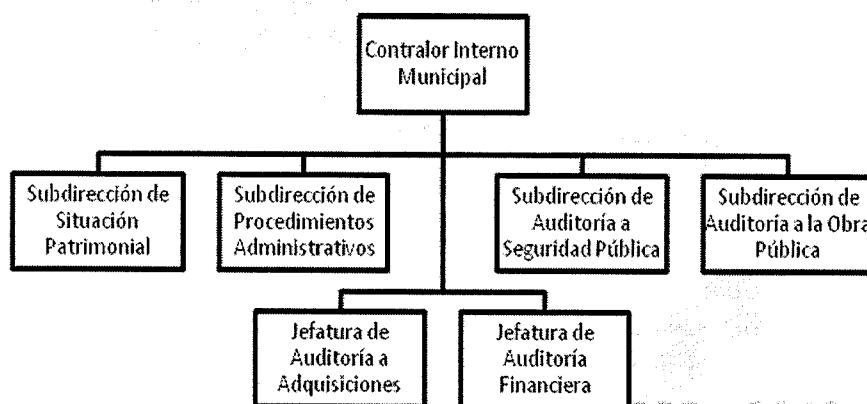 Contralor Interno
Municipal
Subdirección de
Situación
Patrimonial
Subdirección de
Procedimientos
Administrativos
Subdirección de
Auditoría a
Seguridad Pública
Subdirección de
Auditoría a la Obra
Pública
Jefatura de
Auditoría a
Adquisiciones
Jefatura de
Auditoría
Financiera